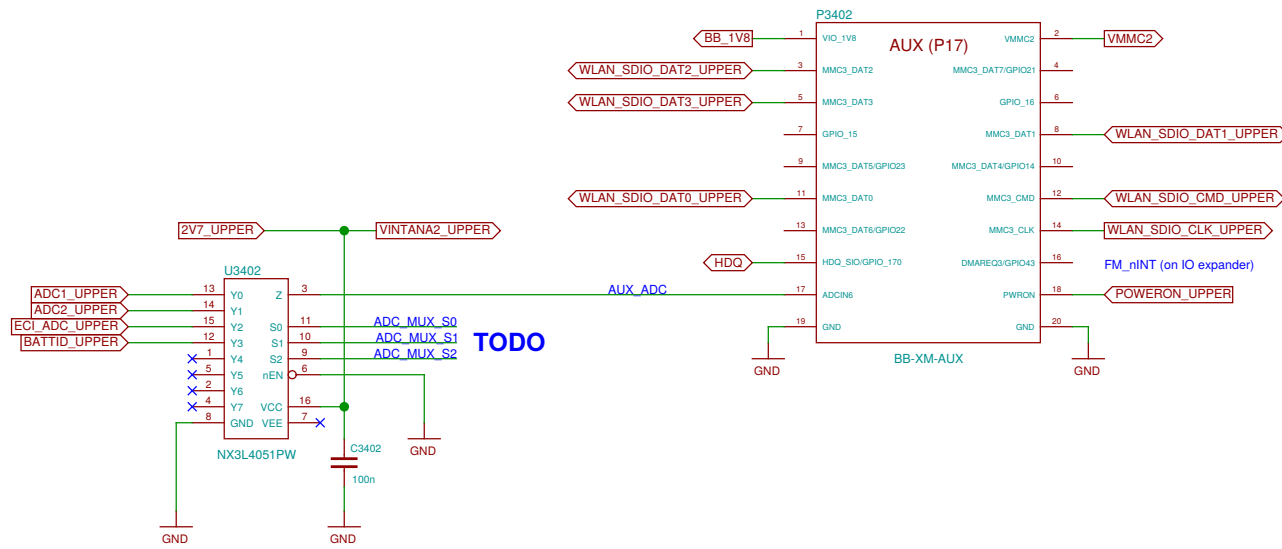 P3402
AUX (P17)
BB_1V8 1 VIO_1V8 VMMC2 2 VMMC2
WLAN_SDIO_DAT2_UPPER 3 MMC3_DAT2 MMC3_DAT7/GPIO21 4
WLAN_SDIO_DAT3_UPPER 5 MMC3_DAT3 GPIO_16 6
7 GPIO_15 MMC3_DAT1 8 WLAN_SDIO_DAT1_UPPER
9 MMC3_DAT5/GPIO23 MMC3_DAT4/GPIO14 10
WLAN_SDIO_DAT0_UPPER 11 MMC3_DAT0 MMC3_CMD 12 WLAN_SDIO_CMD_UPPER
13 MMC3_DAT6/GPIO22 MMC3_CLK 14 WLAN_SDIO_CLK_UPPER
HDQ 15 HDQ_SIO/GPIO_170 DMAREQ3/GPIO43 16 FM_nINT (on IO expander)
AUX_ADC 17 ADCIN6 PWRON 18 POWERON_UPPER
19 GND GND 20
GND BB-XM-AUX GND
2V7_UPPER VINTANA2_UPPER
U3402
ADC1_UPPER 13 Y0 Z 3
ADC2_UPPER 14 Y1
ECI_ADC_UPPER 15 Y2 S0 11 ADC_MUX_S0
BATTID_UPPER 12 Y3 S1 10 ADC_MUX_S1
TODO
1 Y4 S2 9 ADC_MUX_S2
5 Y5 nEN 6
2 Y6
4 Y7 VCC 16
8 GND VEE 7
NX3L4051PW
GND
C3402
100n
GND
GND